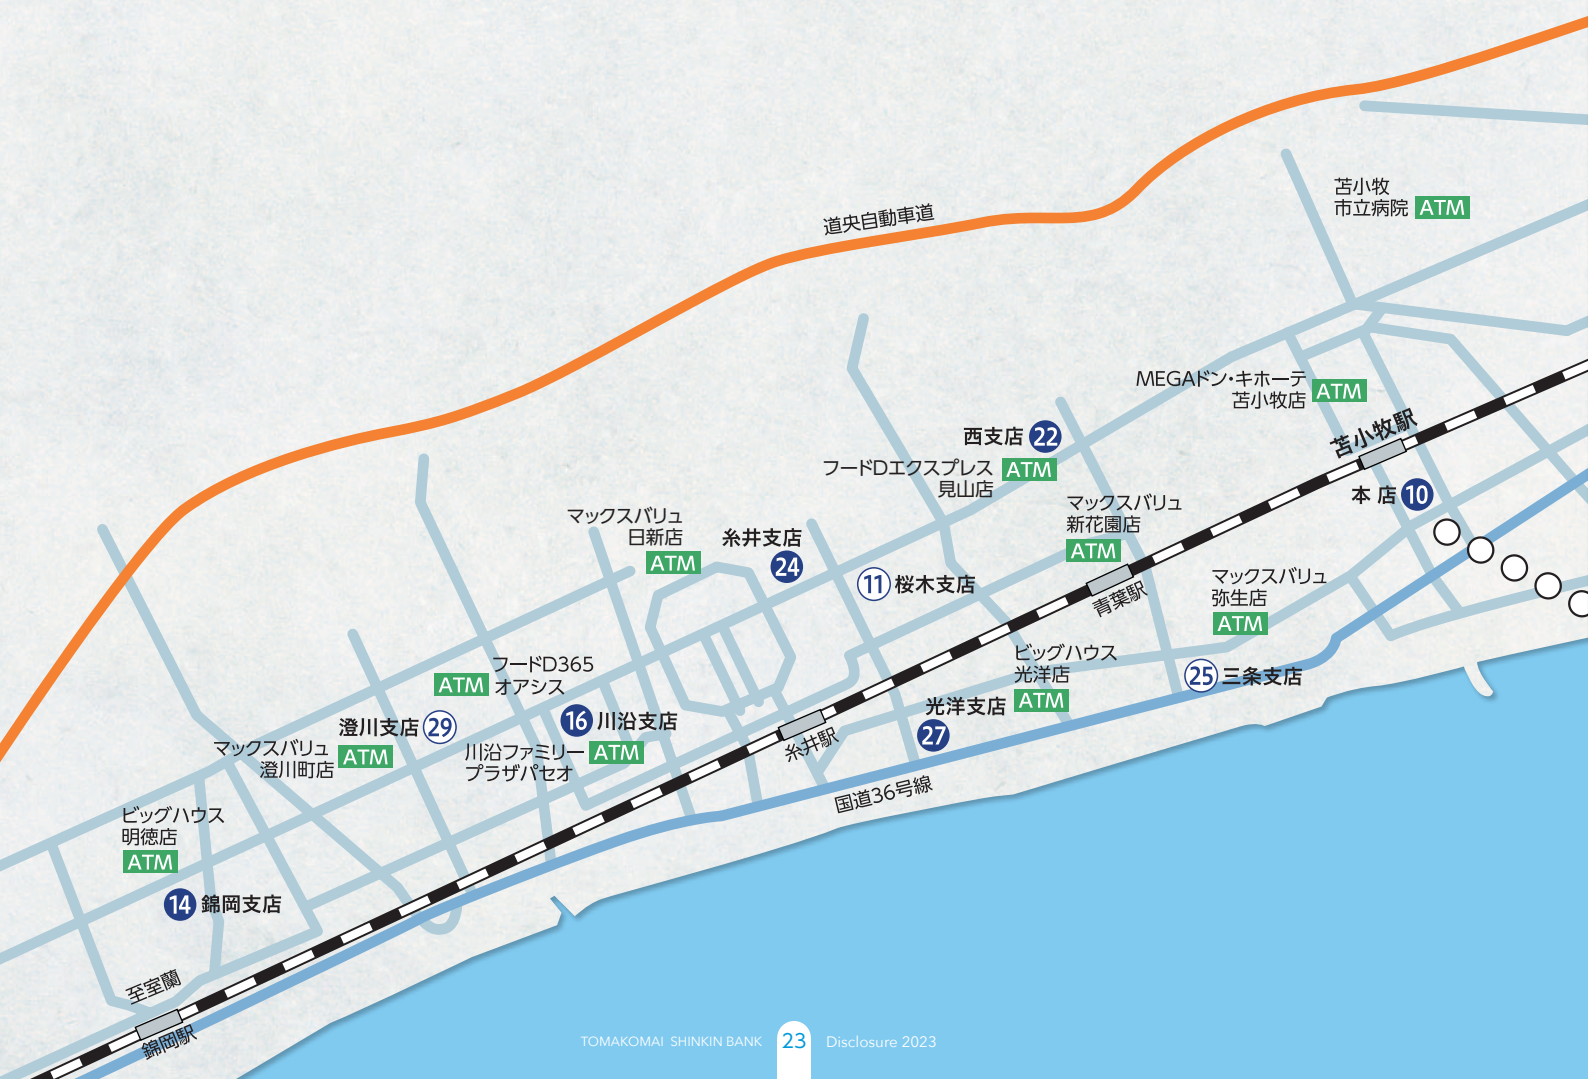 道央自動車道
苫小牧
市立病院 ATM
MEGAドン・キホーテ
苫小牧店 ATM
苫小牧駅
本店 10
西支店 22
フードDエクスプレス
見山店 ATM
マックスバリュ
新花園店
ATM
青葉駅
マックスバリュ
弥生店
ATM
マックスバリュ
日新店
ATM
糸井支店
24
11 桜木支店
ビッグハウス
光洋店
ATM
25 三条支店
光洋支店
27
フードD365
オアシス
ATM
16 川沿支店
川沿ファミリー
プラザパセオ
ATM
糸井駅
国道36号線
澄川支店 29
マックスバリュ
澄川町店
ATM
ビッグハウス
明徳店
ATM
14 錦岡支店
至室蘭
錦岡駅
TOMAKOMAI SHINKIN BANK 23 Disclosure 2023